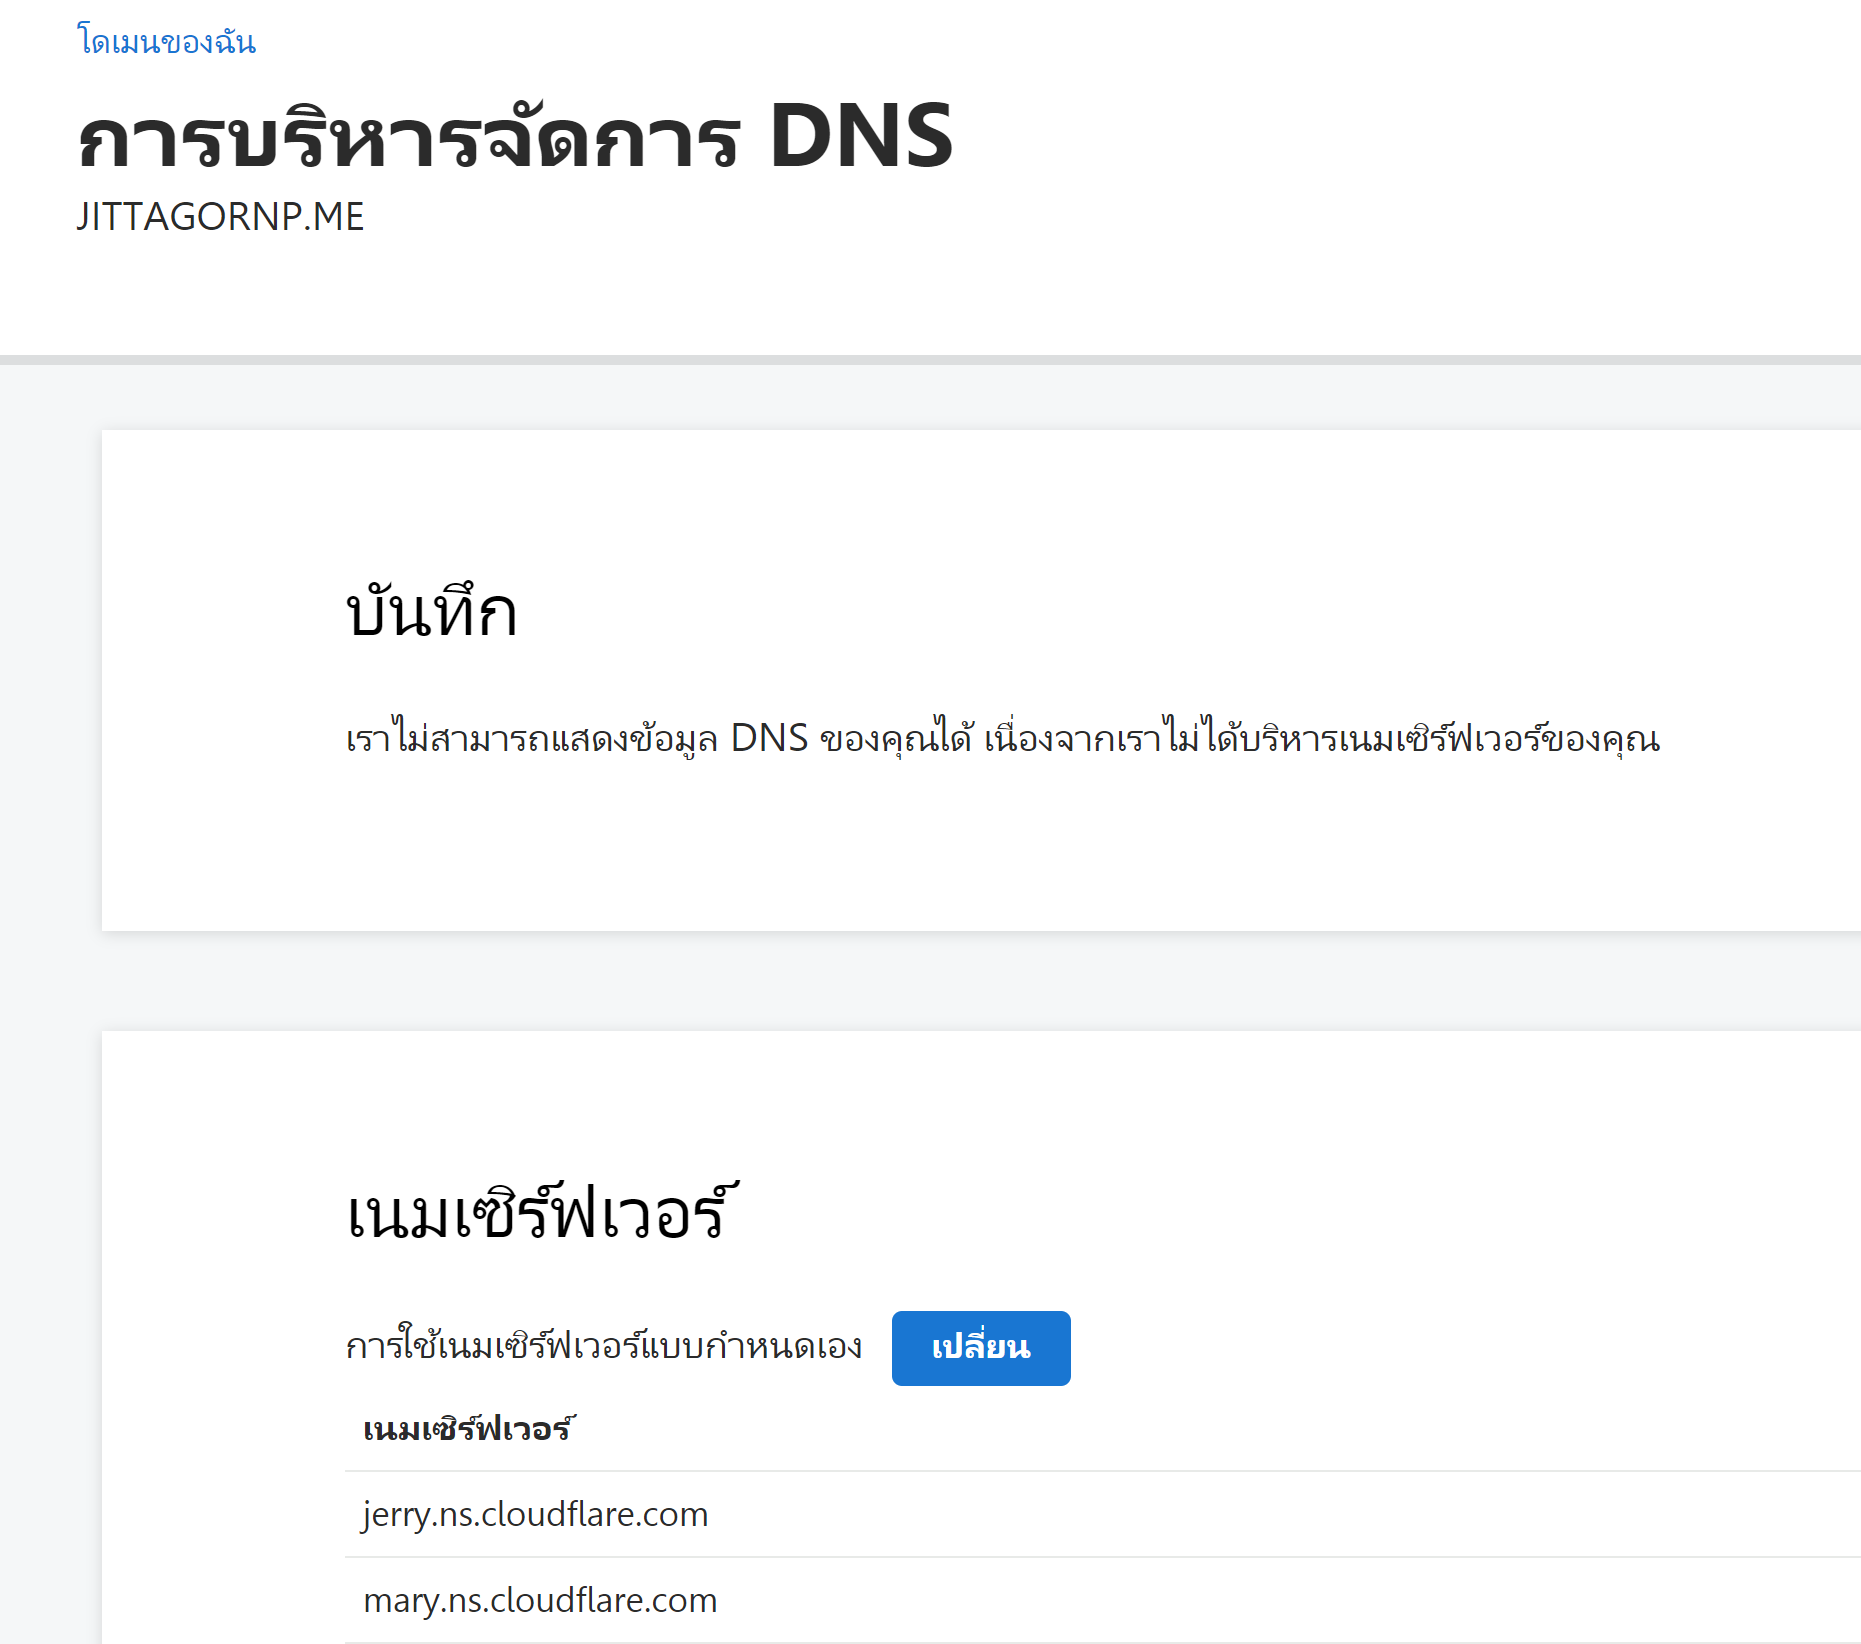 โดเมนของฉัน
การบริหารจัดการ DNS
JITTAGORNP.ME
บันทึก
เราไม่สามารถแสดงข้อมูล DNS ของคุณได้ เนื่องจากเราไม่ได้บริหารเนมเซิร์ฟเวอร์ของคุณ
เนมเซิร์ฟเวอร์
การใช้เนมเซิร์ฟเวอร์แบบกำหนดเอง เปลี่ยน
เนมเซิร์ฟเวอร์
jerry.ns.cloudflare.com
mary.ns.cloudflare.com